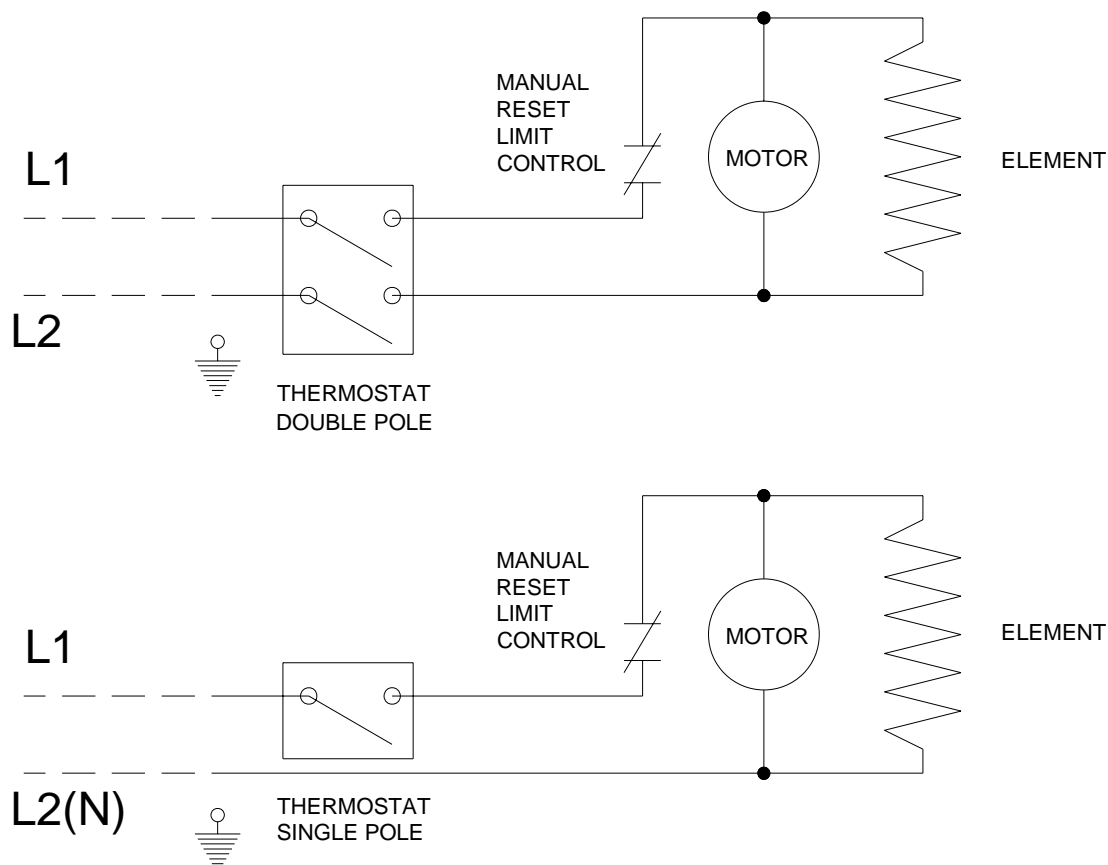 MANUAL
RESET
LIMIT
CONTROL
MOTOR
ELEMENT
L1
L2
THERMOSTAT
DOUBLE POLE
MANUAL
RESET
LIMIT
CONTROL
MOTOR
ELEMENT
L1
L2(N)
THERMOSTAT
SINGLE POLE